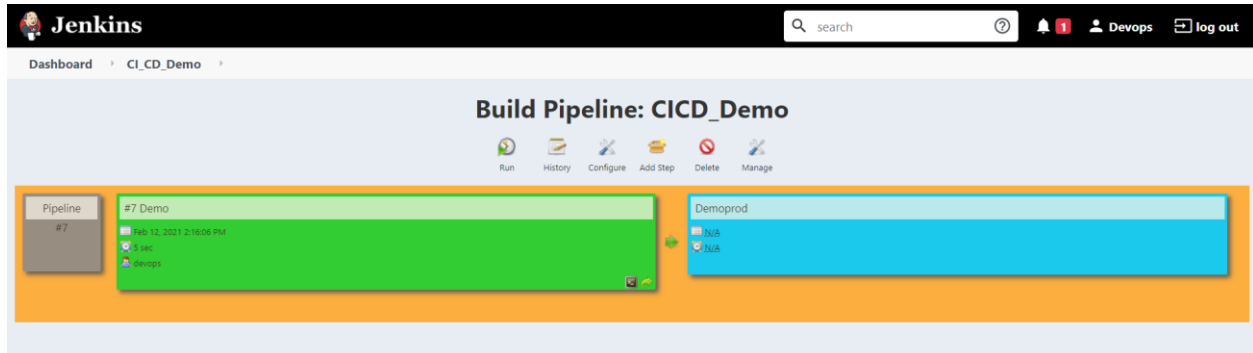 Jenkins
search
1
Devops
log out
Dashboard
CI_CD_Demo
Build Pipeline: CICD_Demo
Run
History
Configure
Add Step
Delete
Manage
Pipeline
#7
#7 Demo
Feb 12, 2021 2:16:06 PM
5 sec
devops
Demoprod
N/A
N/A